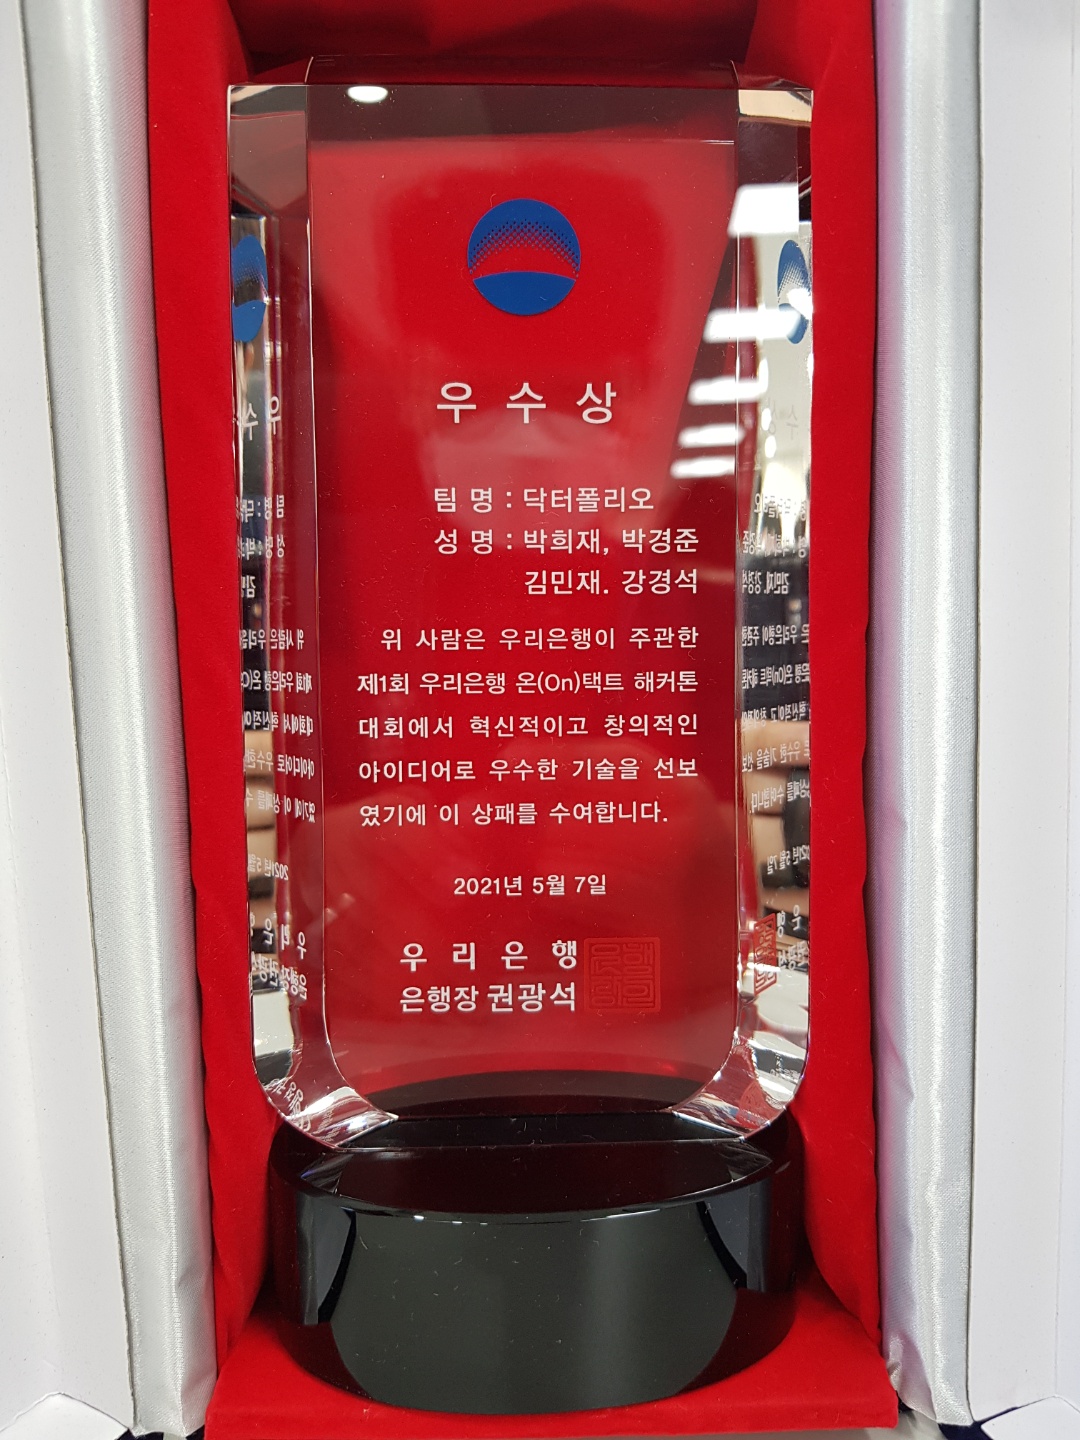 우 수 상
팀 명 : 닥터폴리오
성 명 : 박희재, 박경준
김민재. 강경석
위 사람은 우리은행이 주관한
제1회 우리은행 온(On)택트 해커톤
대회에서 혁신적이고 창의적인
아이디어로 우수한 기술을 선보
였기에 이 상패를 수여합니다.
2021년 5월 7일
우 리 은 행
은행장 권광석